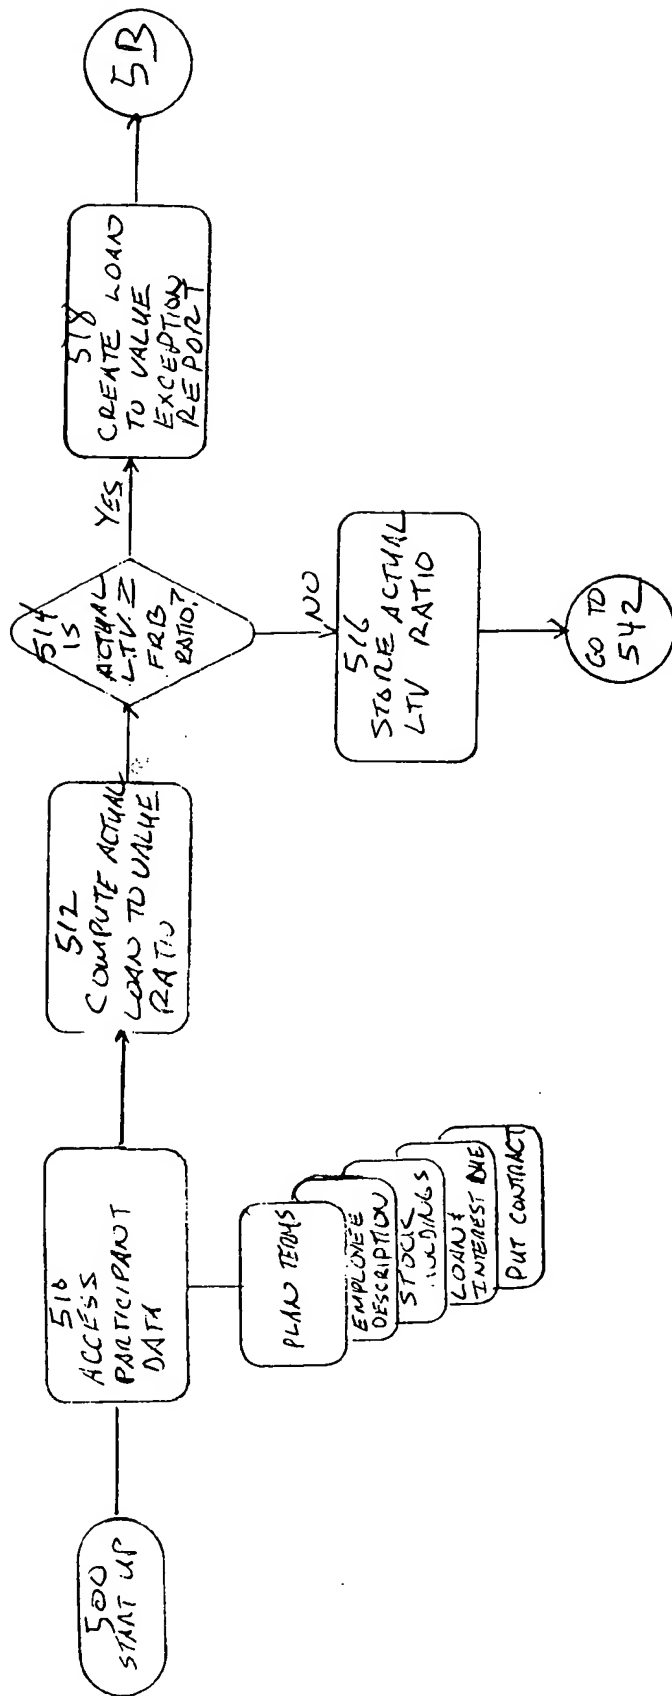 500
START UP
510
ACCESS
PARTICIPANT
DATA
PLAN TERMS
EMPLOYEE
DESCRIPTION
STOCK
HOLDINGS
LOAN &
INTEREST DUE
PUT CONTRACT
512
COMPUTE ACTUAL
LOAN TO VALUE
RATIO
514
IS
ACTUAL
LTV ≥
FRB
RATIO?
YES
NO
516
STORE ACTUAL
LTV RATIO
GO TO
542
518
CREATE LOAN
TO VALUE
EXCEPTION
REPORT
5B